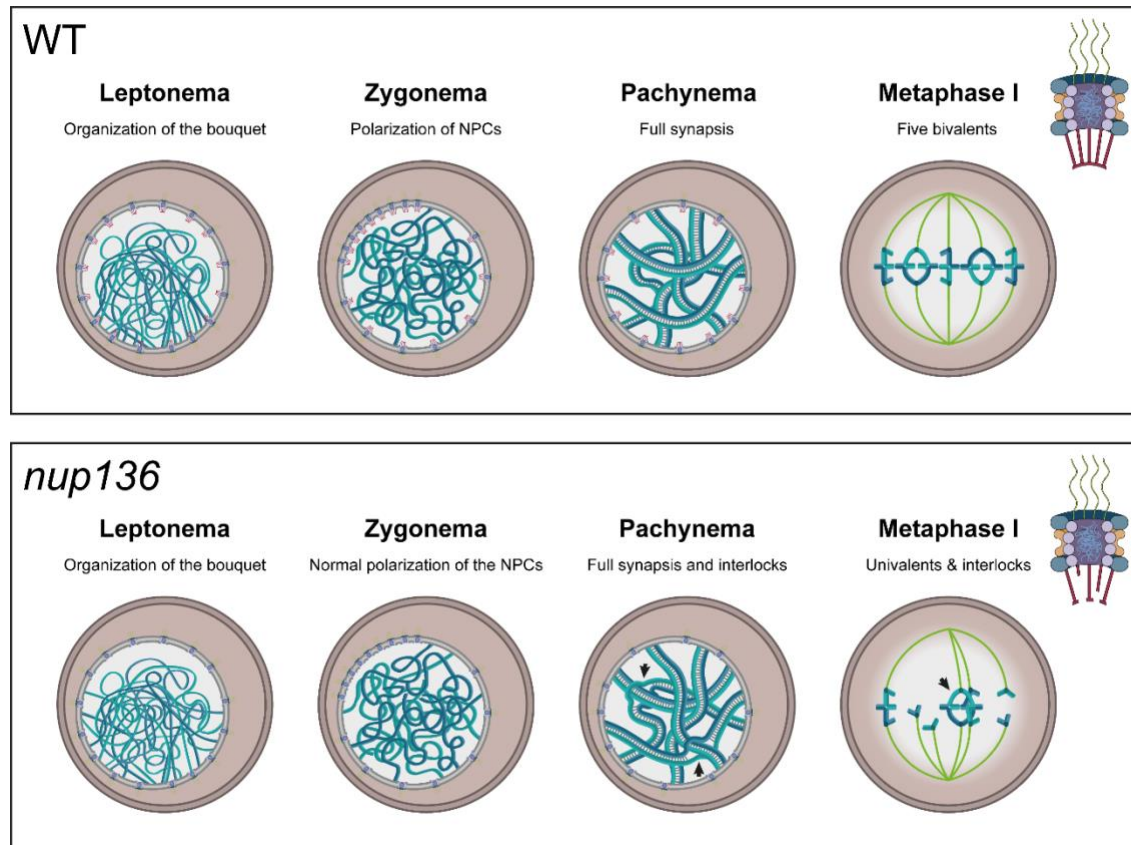 WT
Leptonema Zygonema Pachynema Metaphase I
Organization of the bouquet Polarization of NPCs Full synapsis Five bivalents
nup136
Leptonema Zygonema Pachynema Metaphase I
Organization of the bouquet Normal polarization of the NPCs Full synapsis and interlocks Univalents & interlocks